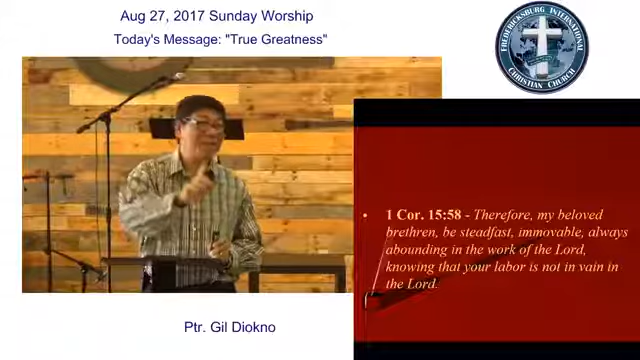 Aug 27, 2017 Sunday Worship
Today's Message: "True Greatness"
FREDERICKSBURG INTERNATIONAL
CHRISTIAN CHURCH
• 1 Cor. 15:58 - Therefore, my beloved
brethren, be steadfast, immovable, always
abounding in the work of the Lord,
knowing that your labor is not in vain in
the Lord.
Ptr. Gil Diokno